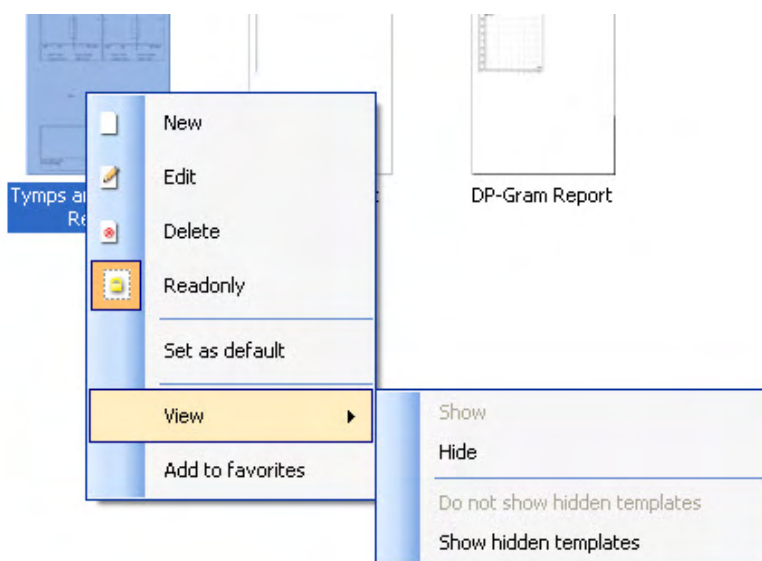 New
Edit
Tymps a
DP-Gram Report
Re
Delete
Readonly
Set as default
View
Show
Hide
Add to favorites
Do not show hidden templates
Show hidden templates